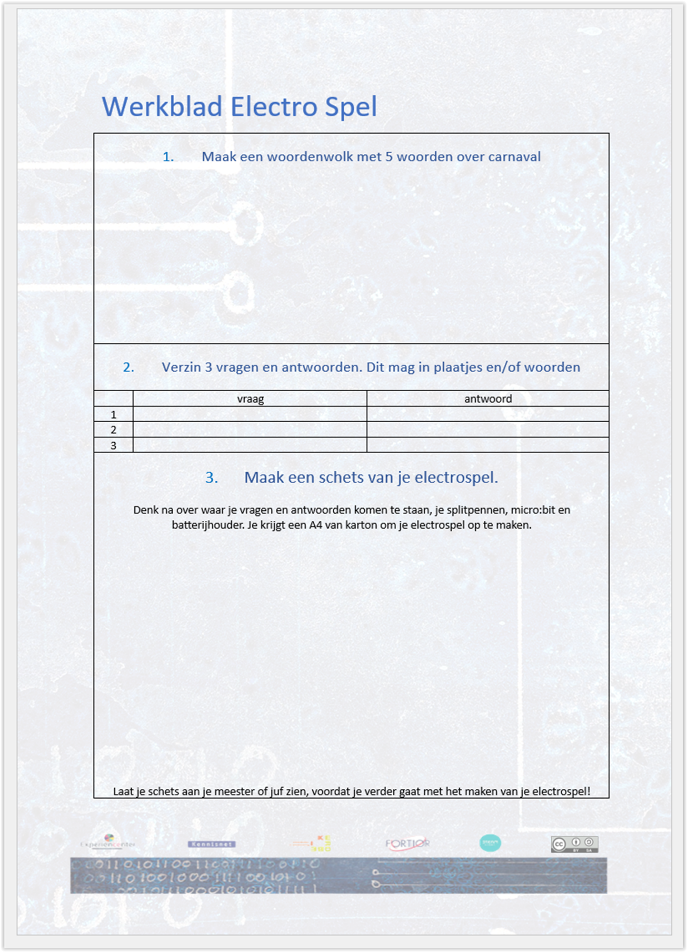 Werkblad Electro Spel
1. Maak een woordenwolk met 5 woorden over carnaval
2. Verzin 3 vragen en antwoorden. Dit mag in plaatjes en/of woorden
vraag antwoord
1
2
3
3. Maak een schets van je electrospel.
Denk na over waar je vragen en antwoorden komen te staan, je splitpennen, micro:bit en
batterijhouder. Je krijgt een A4 van karton om je electrospel op te maken.
Laat je schets aan je meester of juf zien, voordat je verder gaat met het maken van je electrospel!
Kennisnet FORTIOR CC BY SA